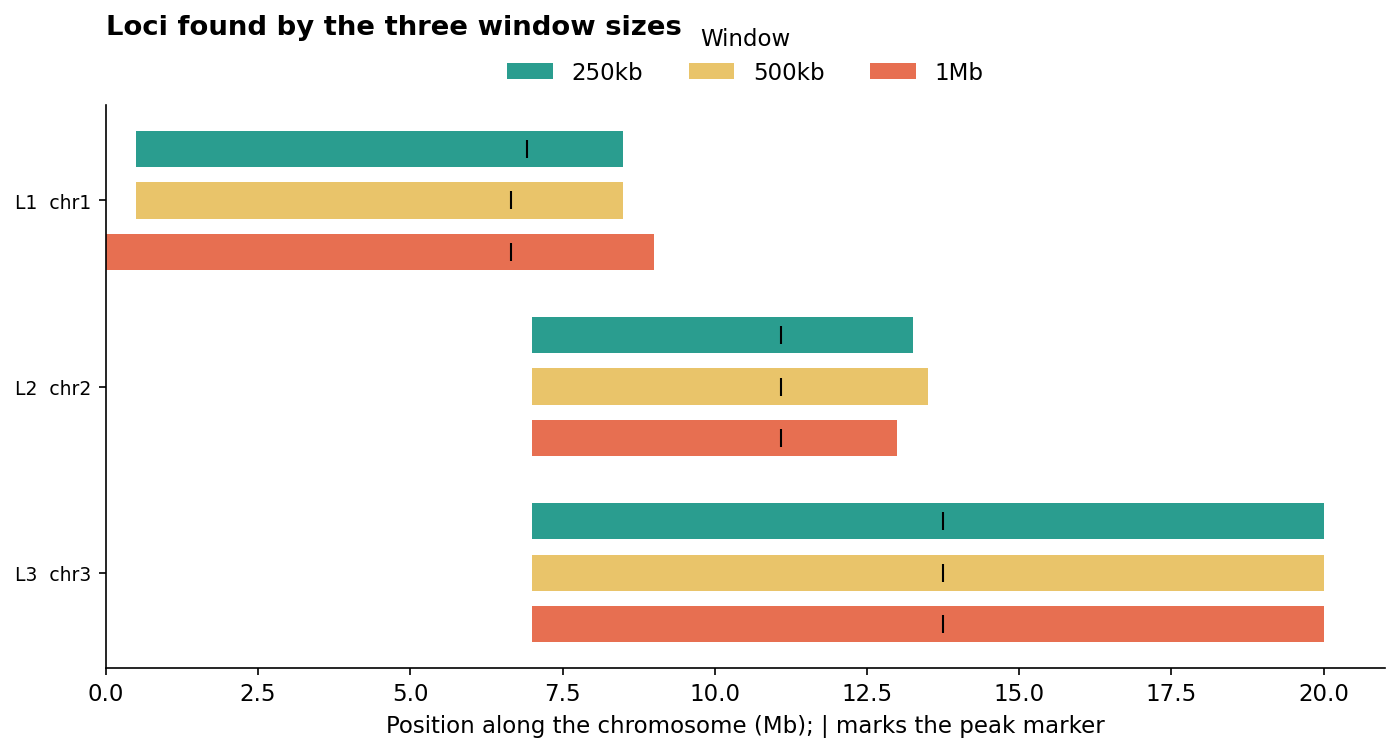 Loci found by the three window sizes
Window
250kb 500kb 1Mb
L1 chr1
L2 chr2
L3 chr3
0.0 2.5 5.0 7.5 10.0 12.5 15.0 17.5 20.0
Position along the chromosome (Mb); | marks the peak marker